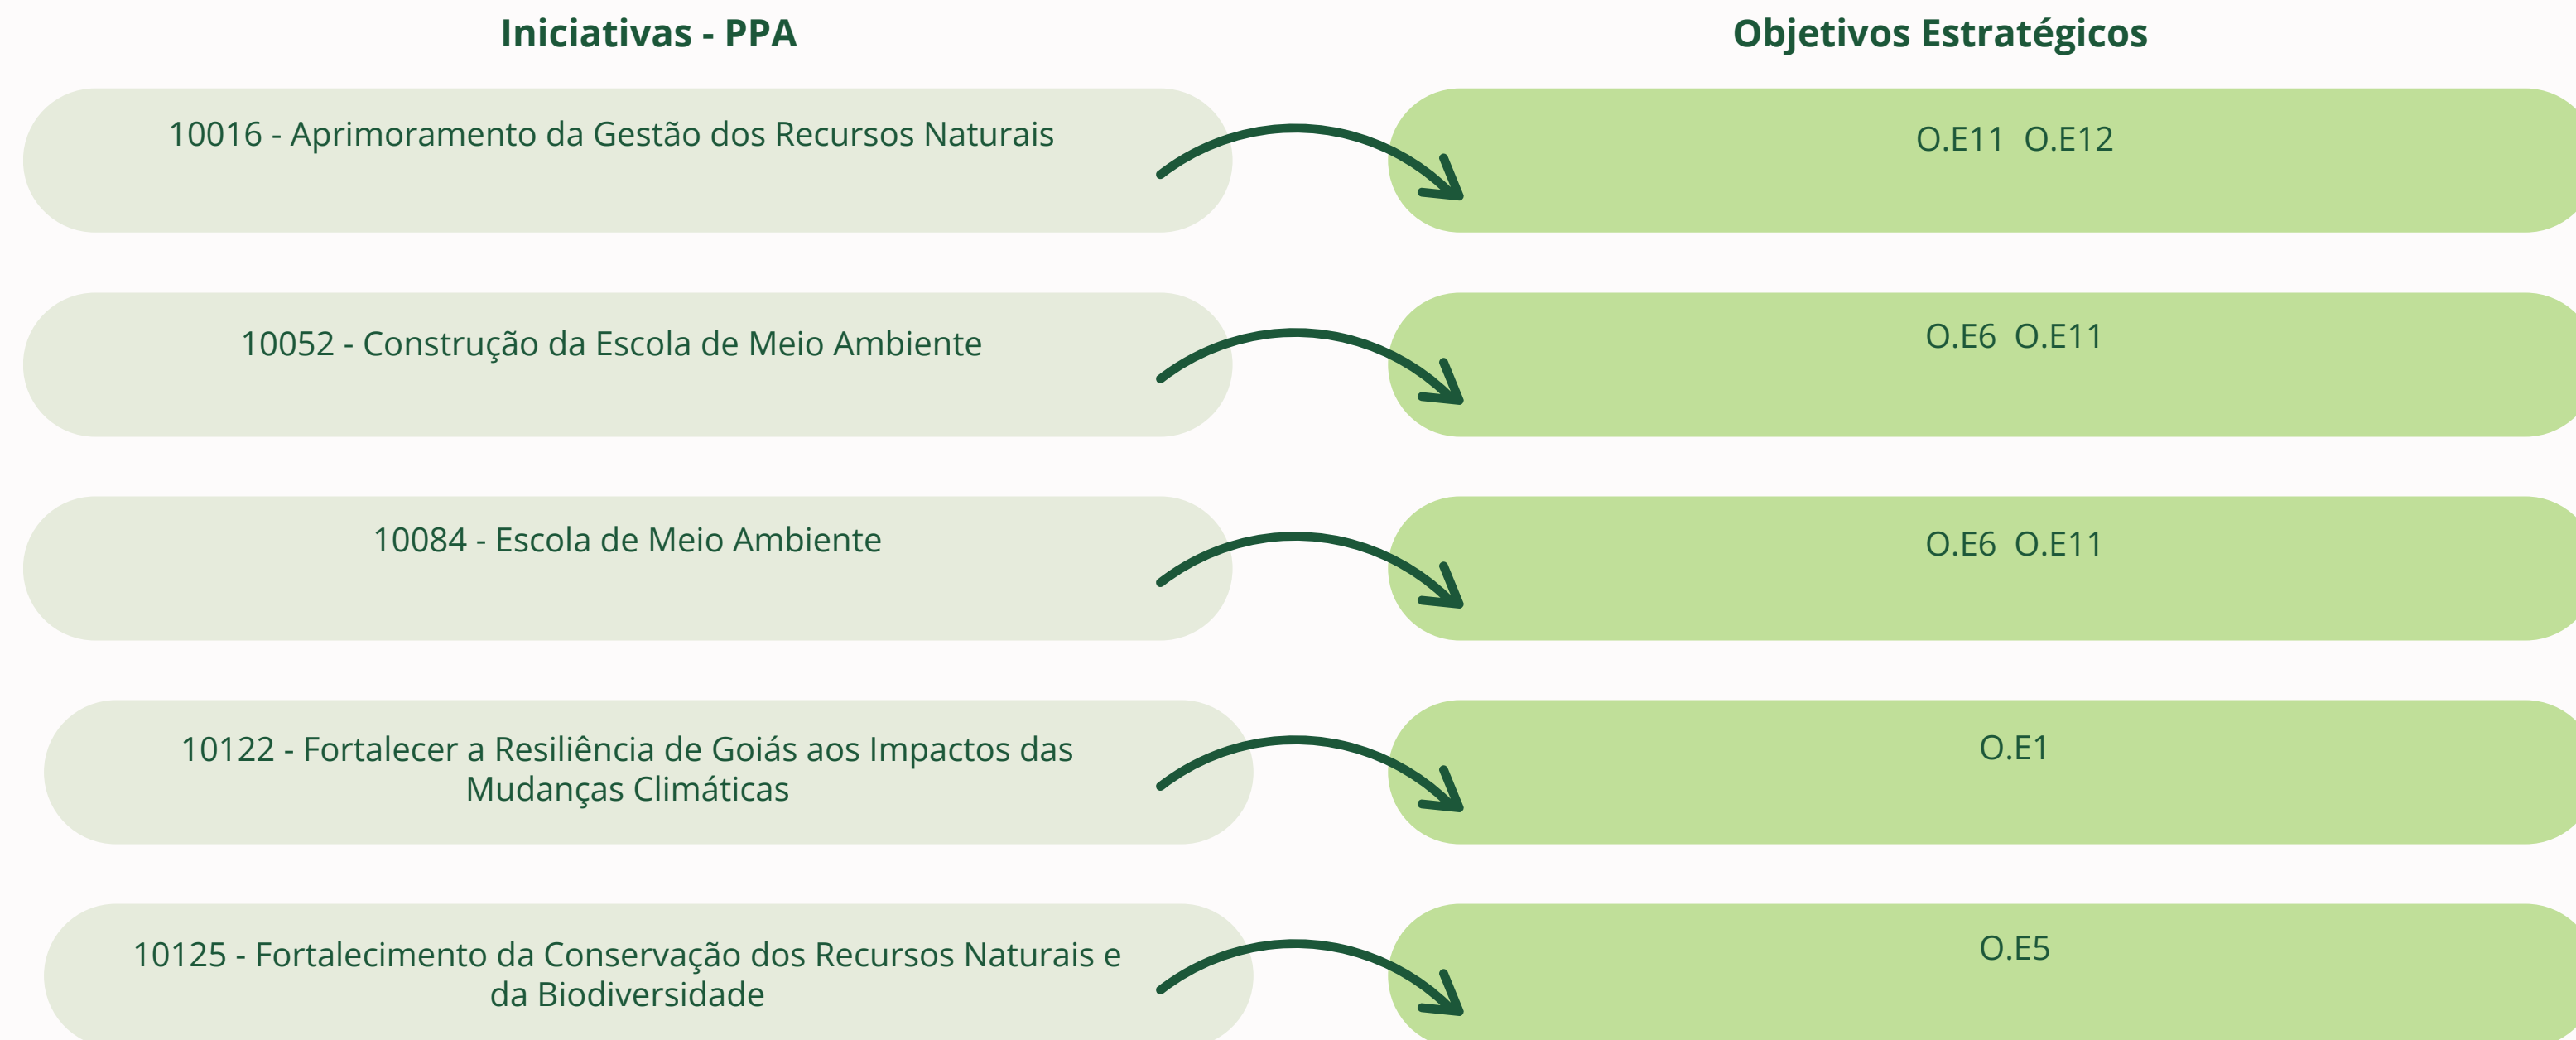 Iniciativas - PPA
Objetivos Estratégicos
10016 - Aprimoramento da Gestão dos Recursos Naturais
O.E11  O.E12
10052 - Construção da Escola de Meio Ambiente
O.E6  O.E11
10084 - Escola de Meio Ambiente
O.E6  O.E11
10122 - Fortalecer a Resiliência de Goiás aos Impactos das
Mudanças Climáticas
O.E1
10125 - Fortalecimento da Conservação dos Recursos Naturais e
da Biodiversidade
O.E5